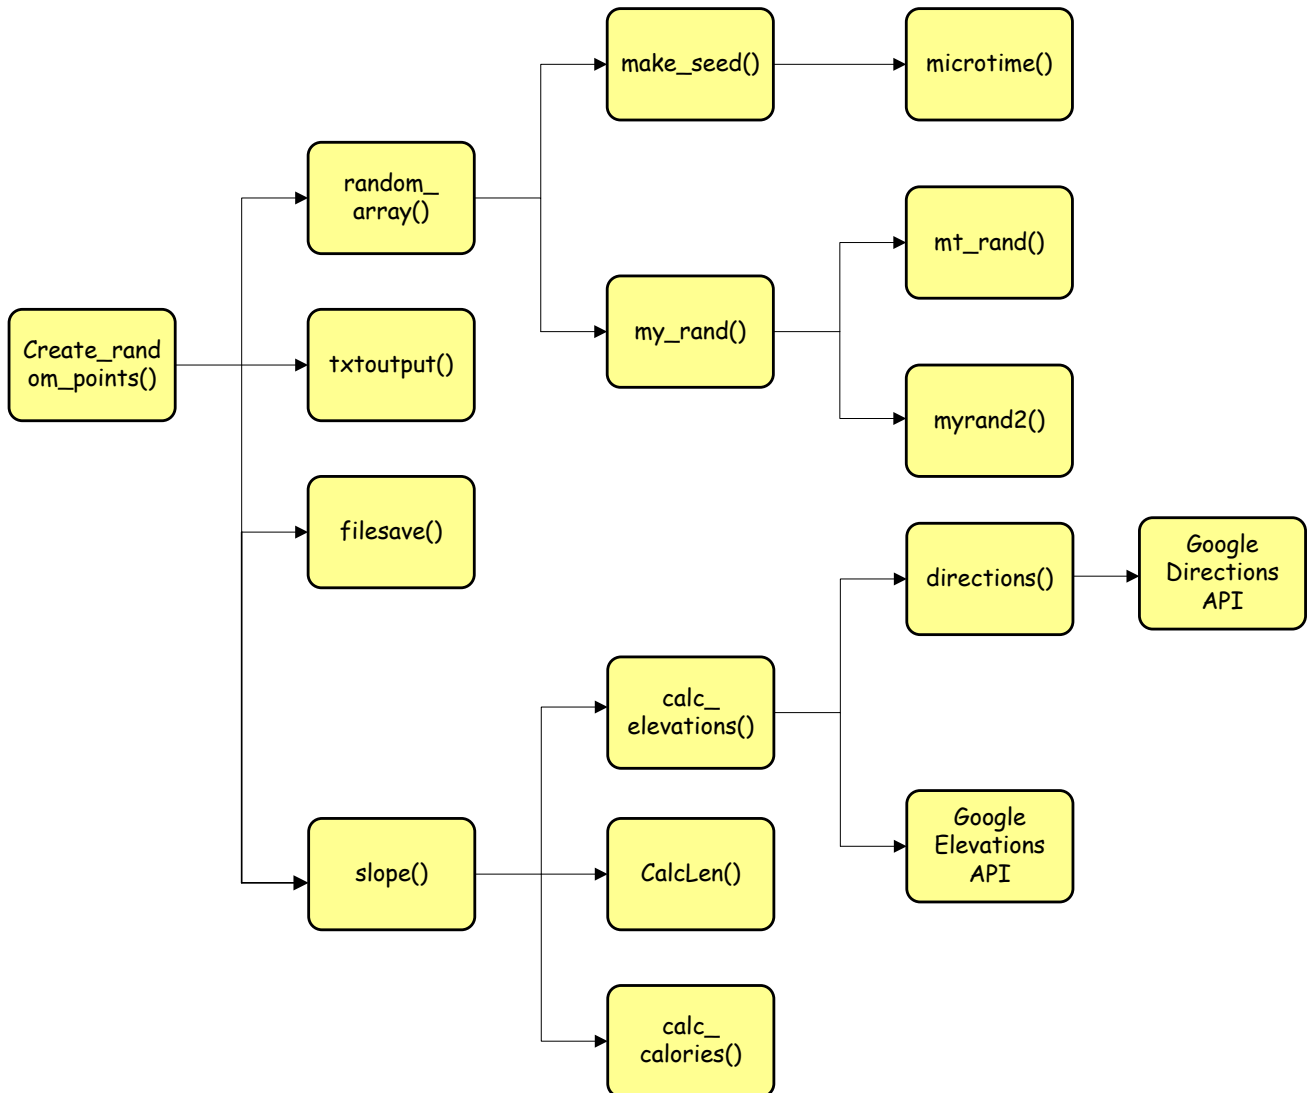 make_seed()
microtime()
random_
array()
mt_rand()
my_rand()
Create_rand
om_points()
txtoutput()
myrand2()
filesave()
directions()
Google
Directions
API
calc_
elevations()
Google
Elevations
API
slope()
CalcLen()
calc_
calories()